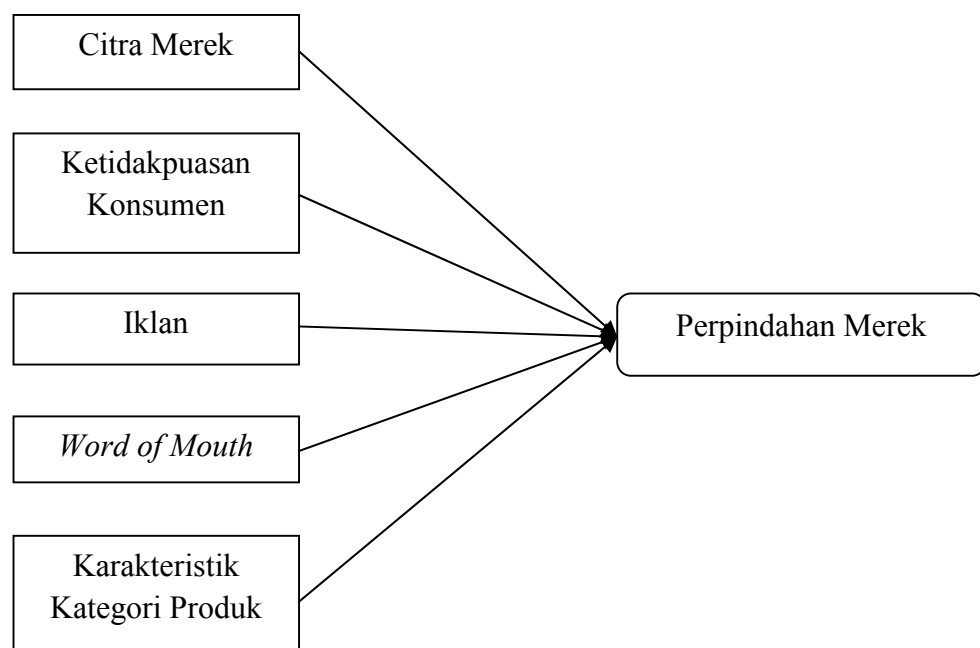 Citra Merek
Ketidakpuasan
Konsumen
Iklan
Perpindahan Merek
Word of Mouth
Karakteristik
Kategori Produk